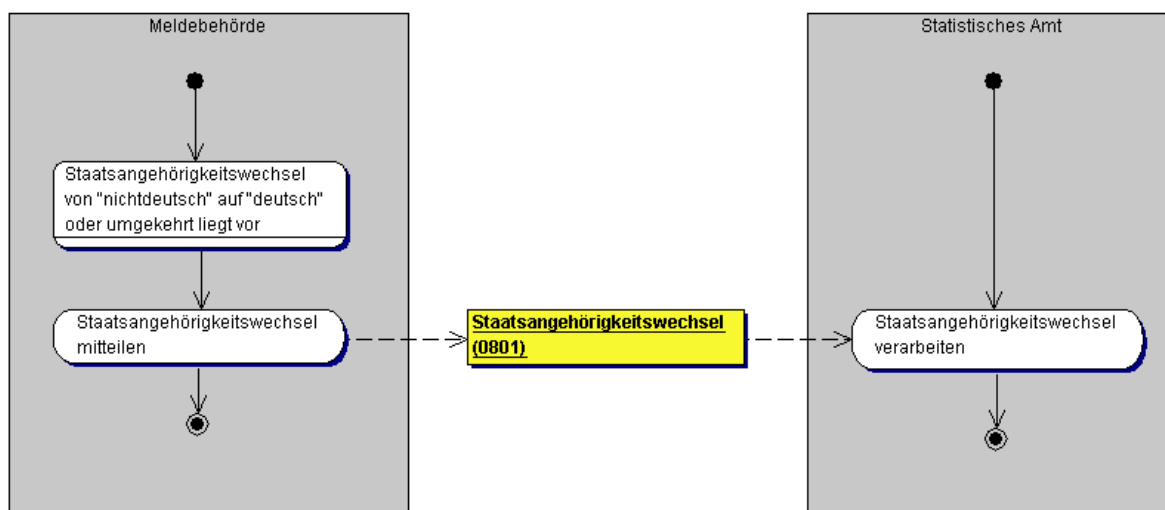 Meldebehörde
Statistisches Amt
Staatsangehörigkeitswechsel
von "nichtdeutsch" auf "deutsch"
oder umgekehrt liegt vor
Staatsangehörigkeitswechsel
mitteilen
Staatsangehörigkeitswechsel
(0801)
Staatsangehörigkeitswechsel
verarbeiten